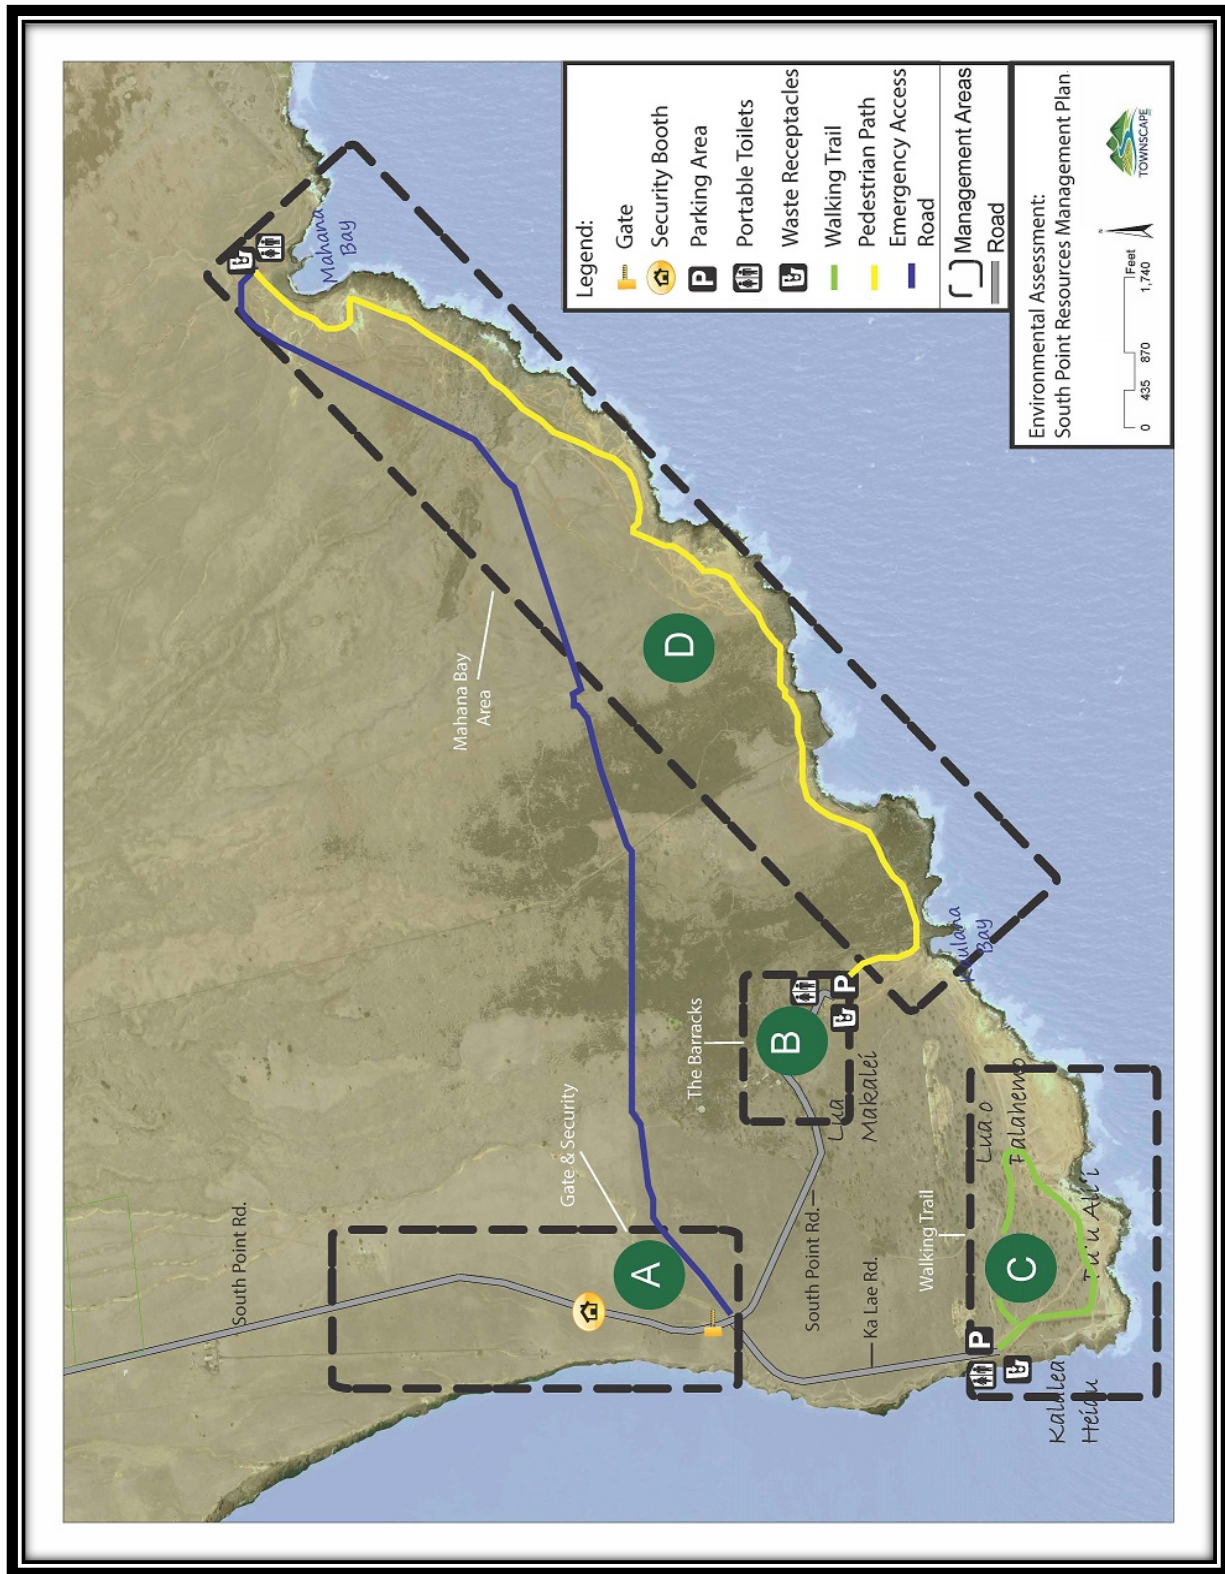 Legend:
Gate
Security Booth
P
Parking Area
Portable Toilets
Waste Receptacles
Walking Trail
Pedestrian Path
Emergency Access
Road
Management Areas
Road
Environmental Assessment:
South Point Resources Management Plan
N
0 435 870 1,740
Feet
TOWNSCAPE
South Point Rd.
Gate & Security
A
The Barracks
B
P
Lua
Makalei
South Point Rd.
Ka Lae Rd.
Walking Trail
P
C
Lua o
Palahemo
Pu'u Ali'i
Kalalea
Heiau
Mahana Bay
Area
D
Mahana
Bay
Kaulana
Bay